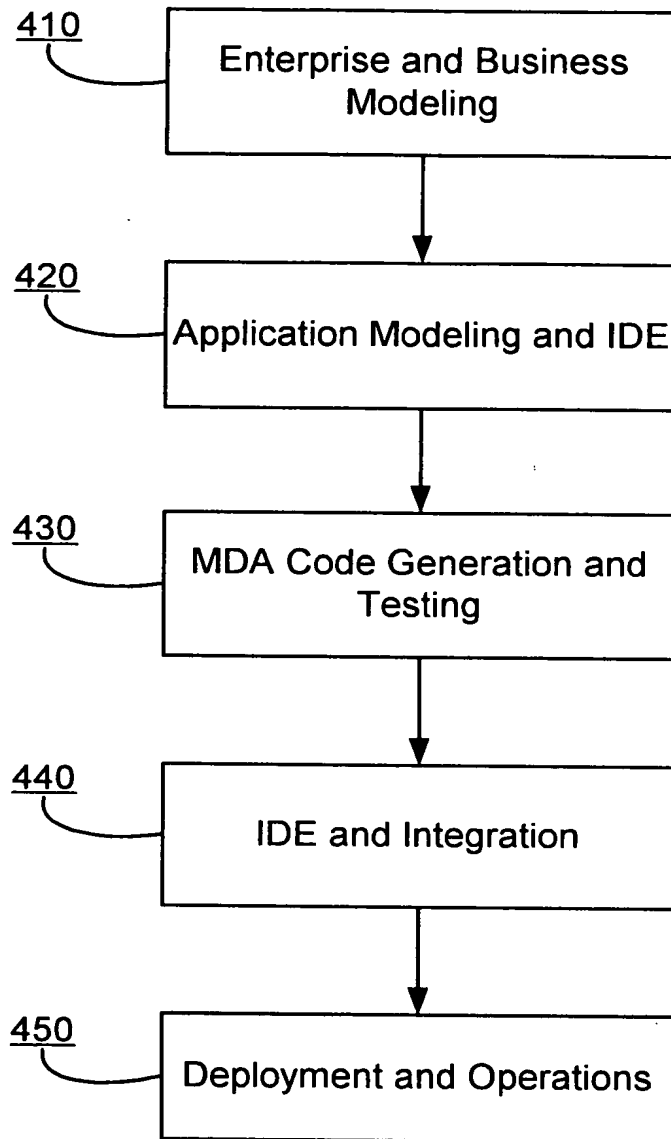 410
Enterprise and Business
Modeling
420
Application Modeling and IDE
430
MDA Code Generation and
Testing
440
IDE and Integration
450
Deployment and Operations